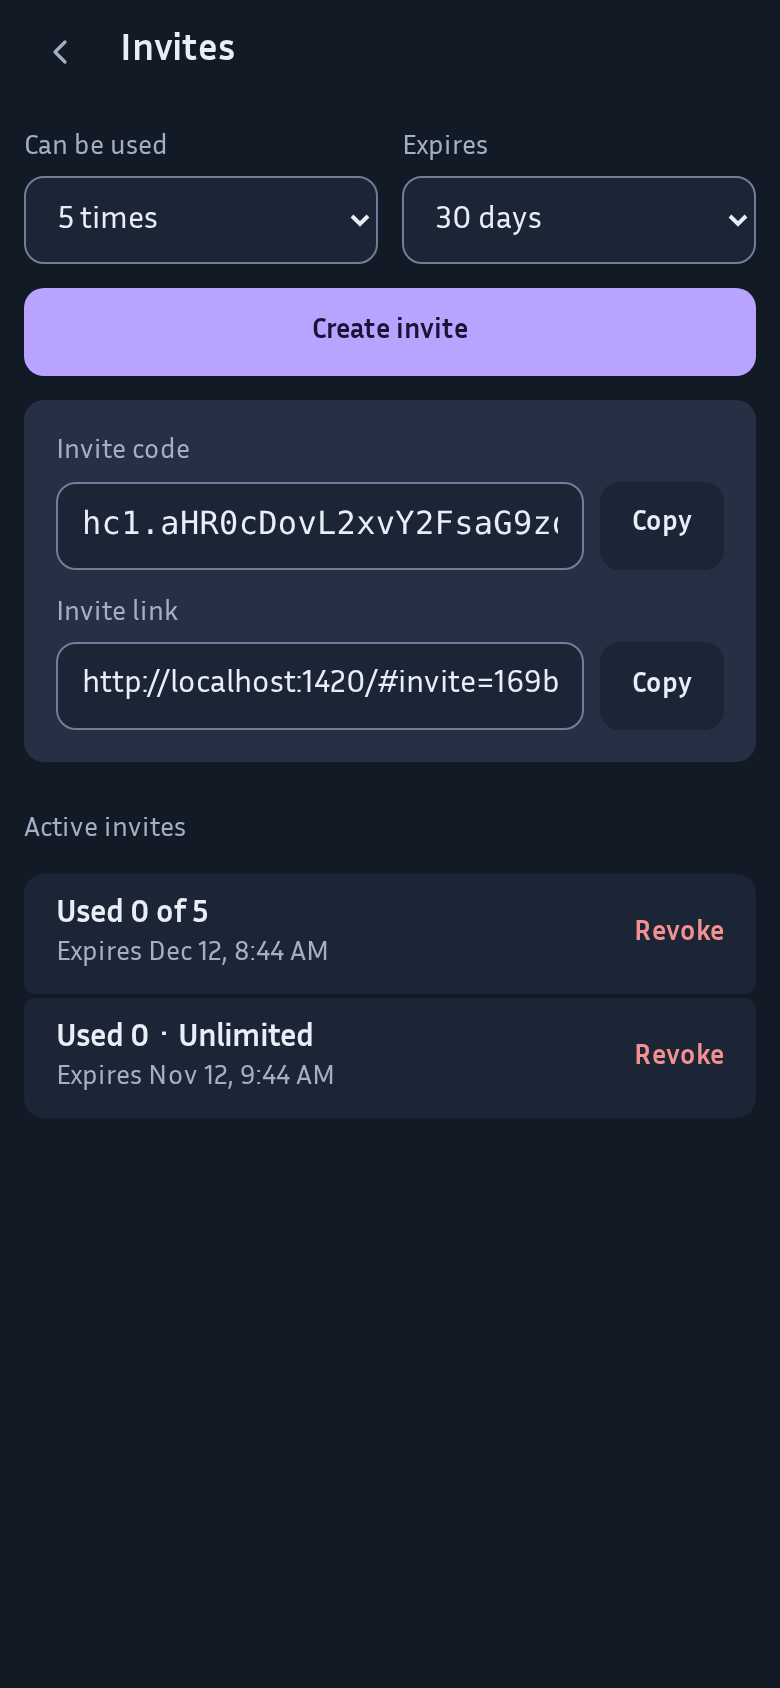 Invites
Can be used
Expires
5 times
30 days
Create invite
Invite code
hc1.aHR0cDovL2xvY2FsaG9z
Copy
Invite link
http://localhost:1420/#invite=169b
Copy
Active invites
Used 0 of 5
Expires Dec 12, 8:44 AM
Revoke
Used 0 · Unlimited
Expires Nov 12, 9:44 AM
Revoke